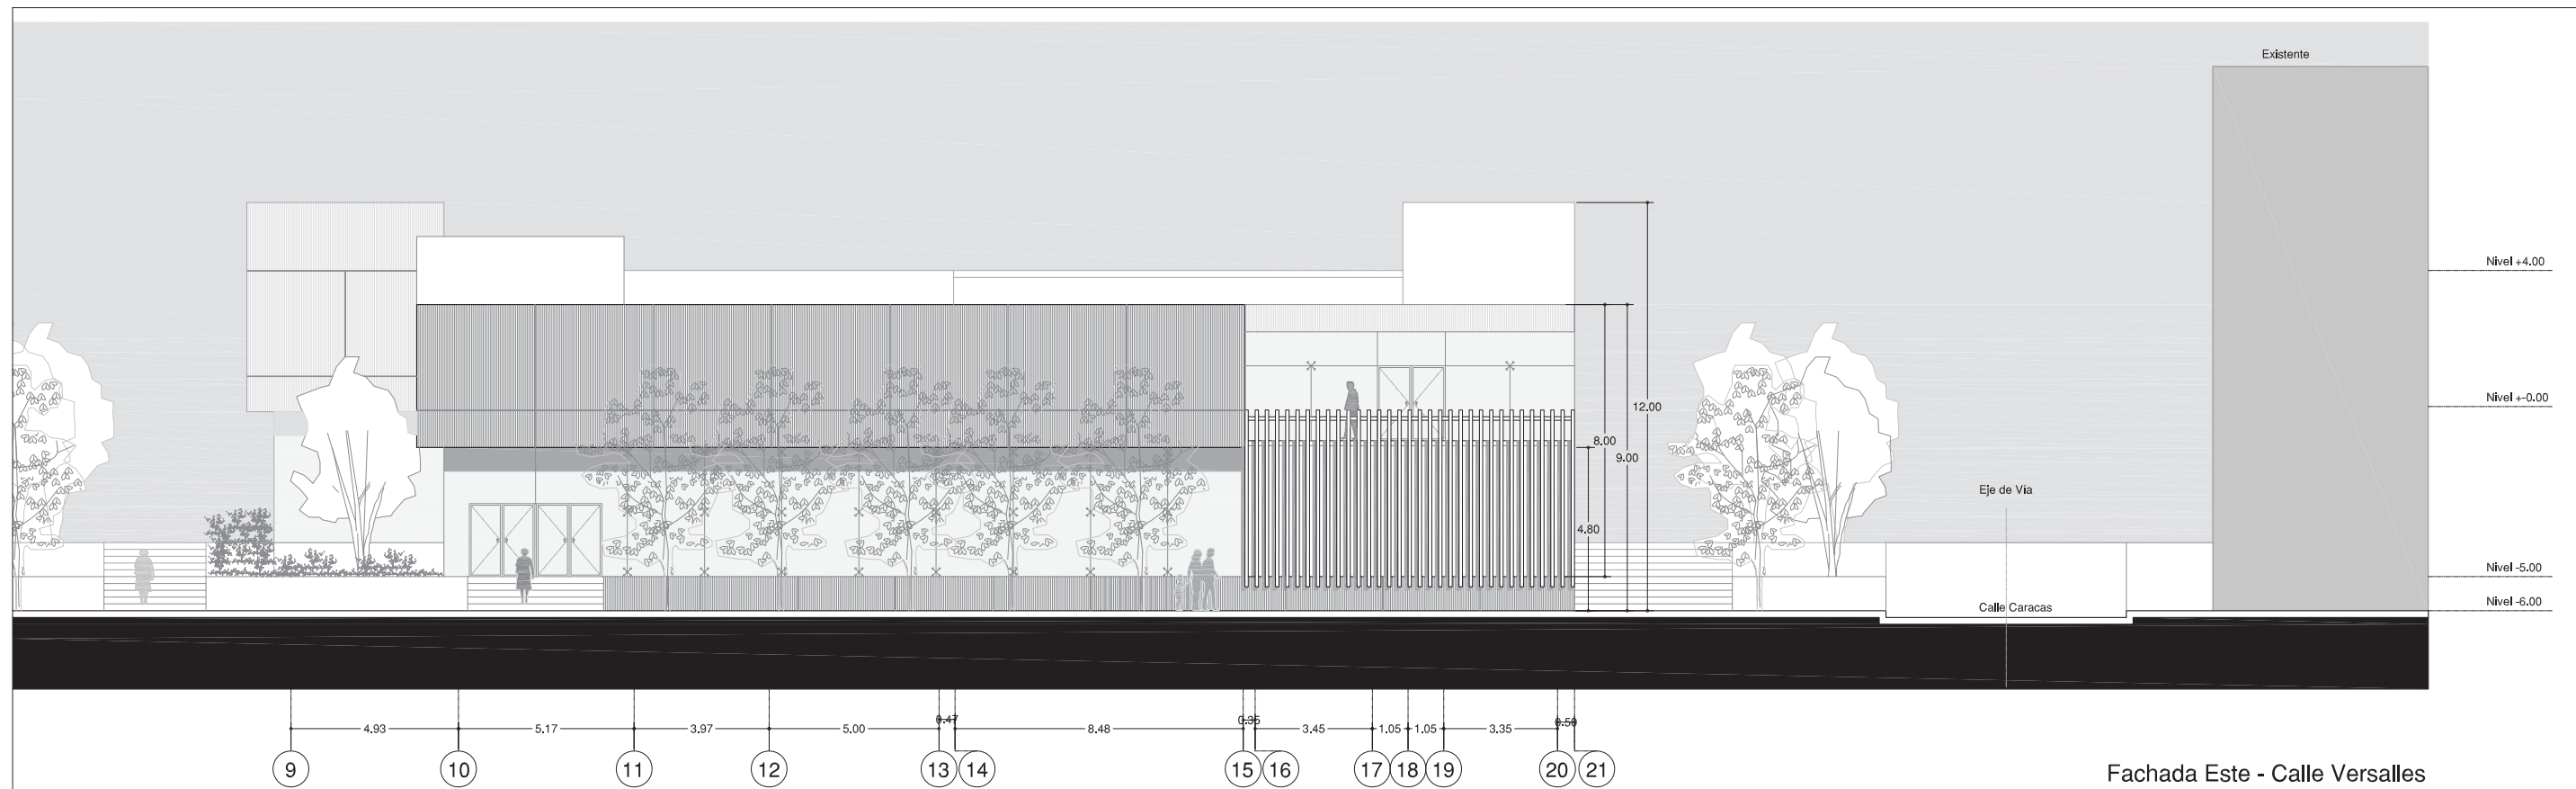 Existente
Nivel +4.00
12.00
Nivel +-0.00
8.00
9.00
Eje de Via
4.80
Nivel -5.00
Calle Caracas
Nivel -6.00
4.93 5.17 3.97 5.00 0.47 8.48 0.35 3.45 1.05 1.05 3.35 0.50
9 10 11 12 13 14 15 16 17 18 19 20 21
Fachada Este - Calle Versalles